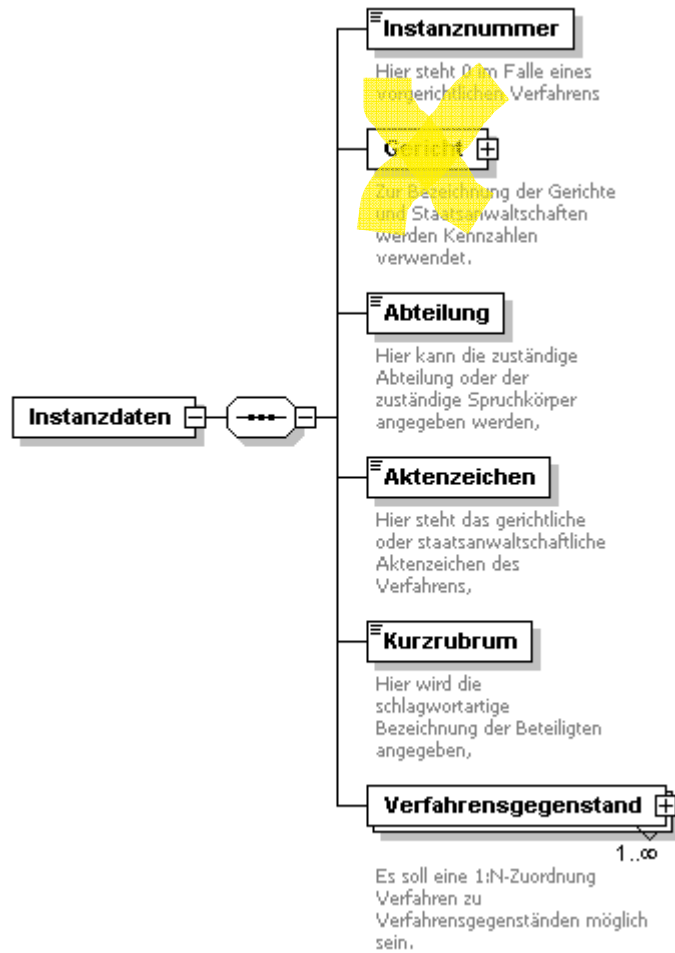 Instanznummer
Hier steht 0 im Falle eines
vorgerichtlichen Verfahrens
Gericht
Zur Bezeichnung der Gerichte
und Staatsanwaltschaften
werden Kennzahlen
verwendet.
Abteilung
Hier kann die zuständige
Abteilung oder der
zuständige Spruchkörper
angegeben werden,
Instanzdaten
Aktenzeichen
Hier steht das gerichtliche
oder staatsanwaltschaftliche
Aktenzeichen des
Verfahrens,
Kurzrubrum
Hier wird die
schlagwortartige
Bezeichnung der Beteiligten
angegeben,
Verfahrensgegenstand
1..∞
Es soll eine 1:N-Zuordnung
Verfahren zu
Verfahrensgegenständen möglich
sein.